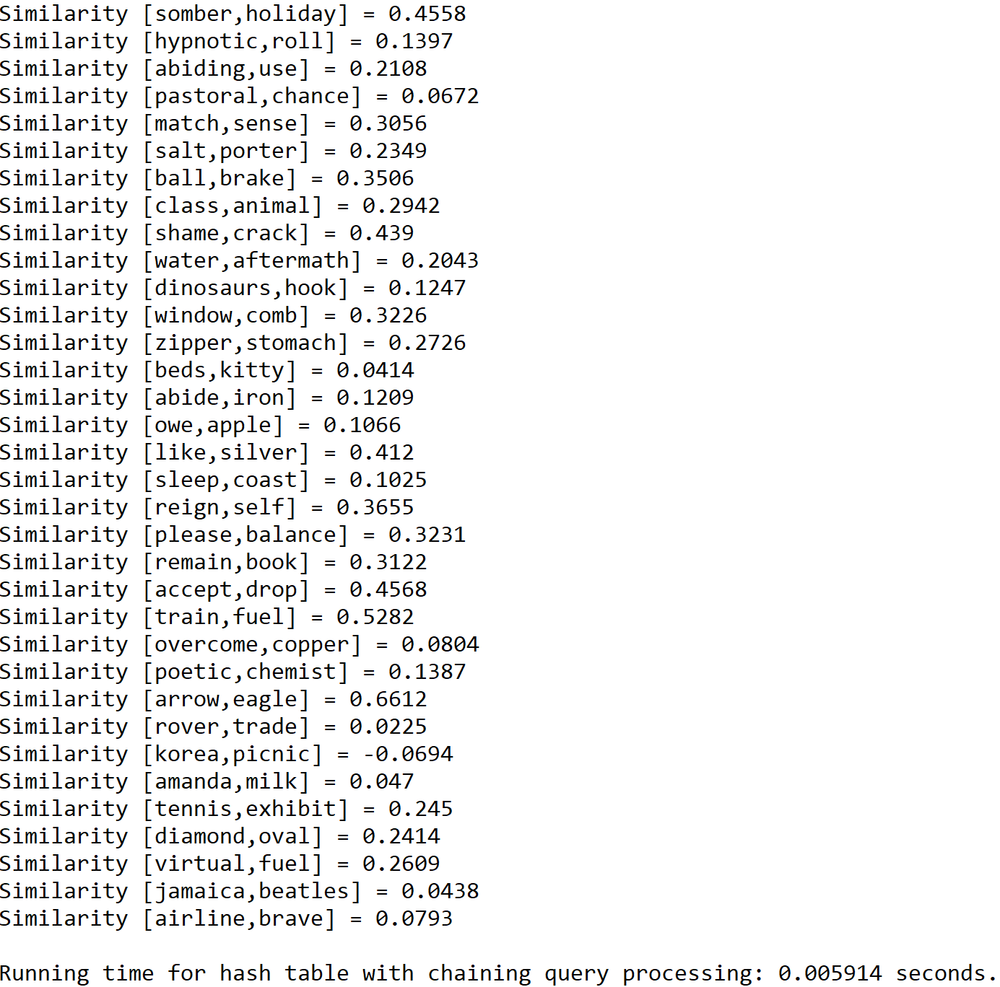 Similarity [somber,holiday] = 0.4558
Similarity [hypnotic,roll] = 0.1397
Similarity [abiding,use] = 0.2108
Similarity [pastoral,chance] = 0.0672
Similarity [match,sense] = 0.3056
Similarity [salt,porter] = 0.2349
Similarity [ball,brake] = 0.3506
Similarity [class,animal] = 0.2942
Similarity [shame,crack] = 0.439
Similarity [water,aftermath] = 0.2043
Similarity [dinosaurs,hook] = 0.1247
Similarity [window,comb] = 0.3226
Similarity [zipper,stomach] = 0.2726
Similarity [beds,kitty] = 0.0414
Similarity [abide,iron] = 0.1209
Similarity [owe,apple] = 0.1066
Similarity [like,silver] = 0.412
Similarity [sleep,coast] = 0.1025
Similarity [reign,self] = 0.3655
Similarity [please,balance] = 0.3231
Similarity [remain,book] = 0.3122
Similarity [accept,drop] = 0.4568
Similarity [train,fuel] = 0.5282
Similarity [overcome,copper] = 0.0804
Similarity [poetic,chemist] = 0.1387
Similarity [arrow,eagle] = 0.6612
Similarity [rover,trade] = 0.0225
Similarity [korea,picnic] = -0.0694
Similarity [amanda,milk] = 0.047
Similarity [tennis,exhibit] = 0.245
Similarity [diamond,oval] = 0.2414
Similarity [virtual,fuel] = 0.2609
Similarity [jamaica,beatles] = 0.0438
Similarity [airline,brave] = 0.0793
Running time for hash table with chaining query processing: 0.005914 seconds.